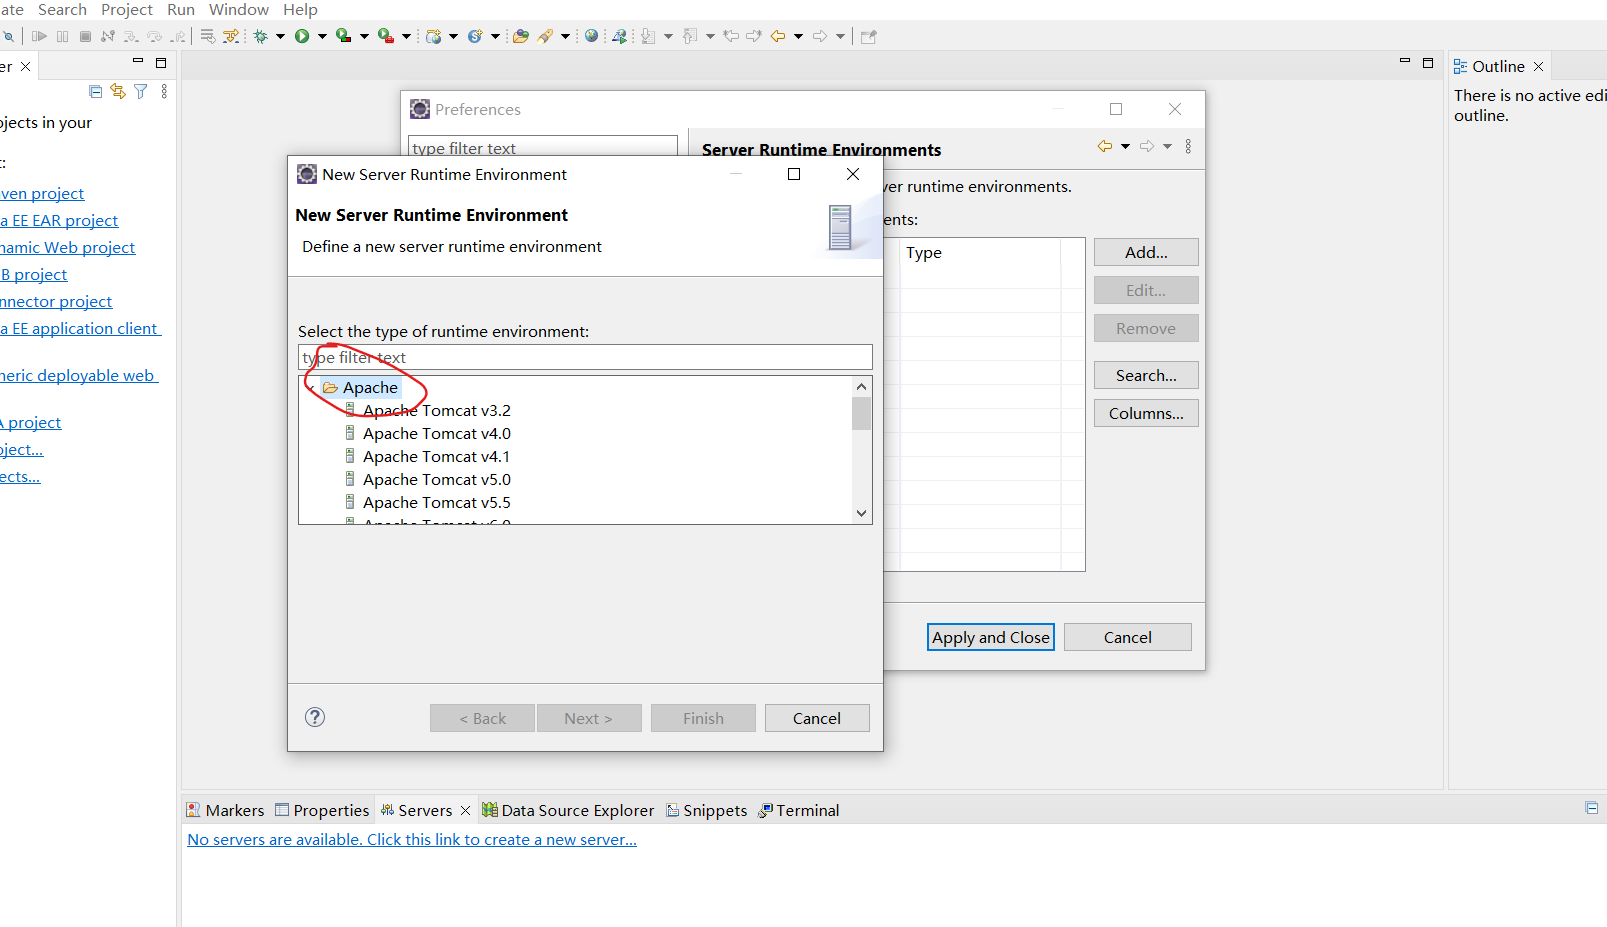 ate Search Project Run Window Help
er
Outline
ojects in your
t:
ven project
a EE EAR project
namic Web project
B project
nnector project
a EE application client
neric deployable web
A project
oject...
ects...
Preferences
type filter text
Server Runtime Environments
ver runtime environments.
ents:
Type
Add...
Edit...
Remove
Search...
Columns...
Apply and Close
Cancel
New Server Runtime Environment
New Server Runtime Environment
Define a new server runtime environment
Select the type of runtime environment:
type filter text
Apache
Apache Tomcat v3.2
Apache Tomcat v4.0
Apache Tomcat v4.1
Apache Tomcat v5.0
Apache Tomcat v5.5
Apache Tomcat v6.0
< Back
Next >
Finish
Cancel
There is no active edi
outline.
Markers Properties Servers Data Source Explorer Snippets Terminal
No servers are available. Click this link to create a new server...